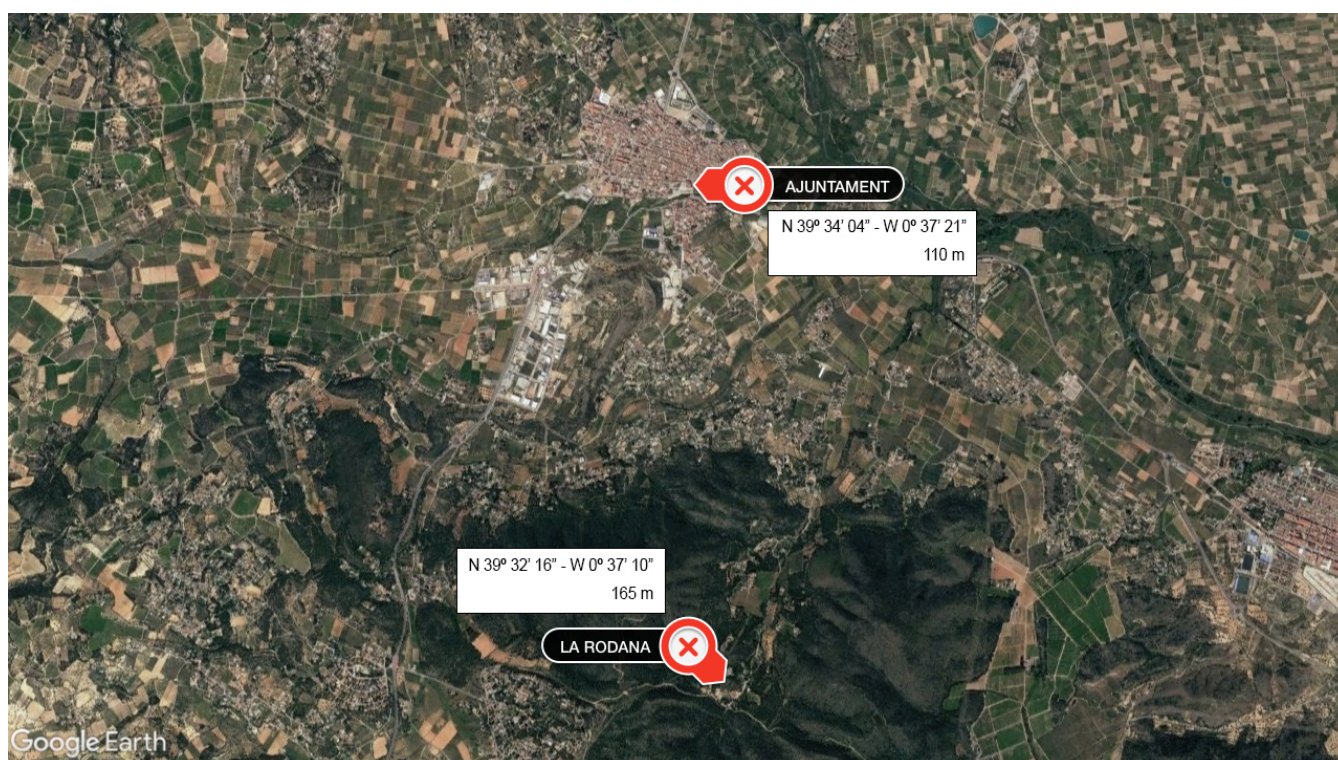 AJUNTAMENT
N 39º 34' 04" - W 0º 37' 21"
110 m
N 39º 32' 16" - W 0º 37' 10"
165 m
LA RODANA
Google Earth